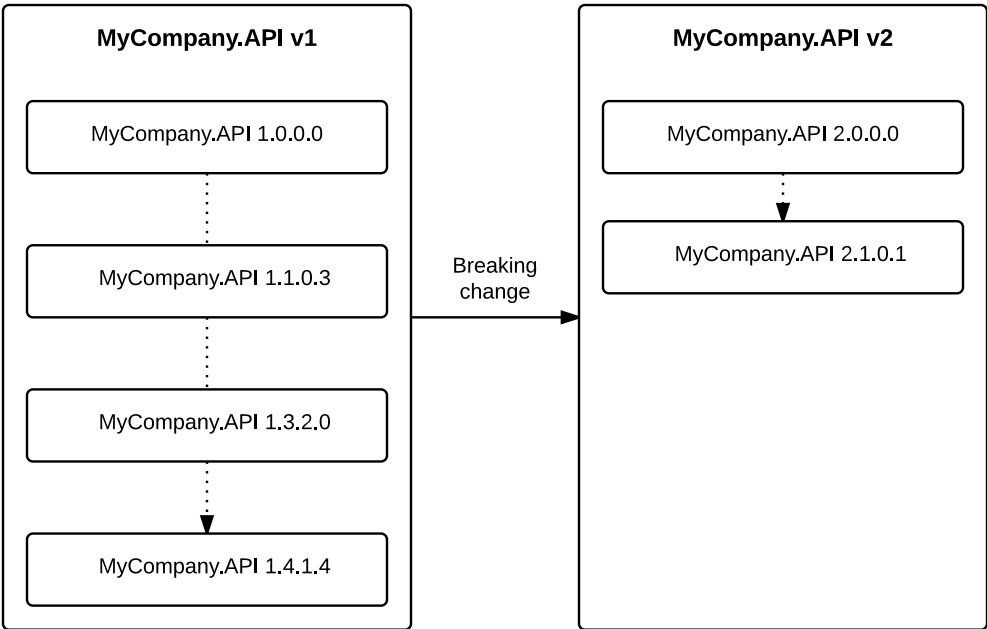 MyCompany.API v1
MyCompany.API 1.0.0.0
MyCompany.API 1.1.0.3
MyCompany.API 1.3.2.0
MyCompany.API 1.4.1.4
Breaking
change
MyCompany.API v2
MyCompany.API 2.0.0.0
MyCompany.API 2.1.0.1